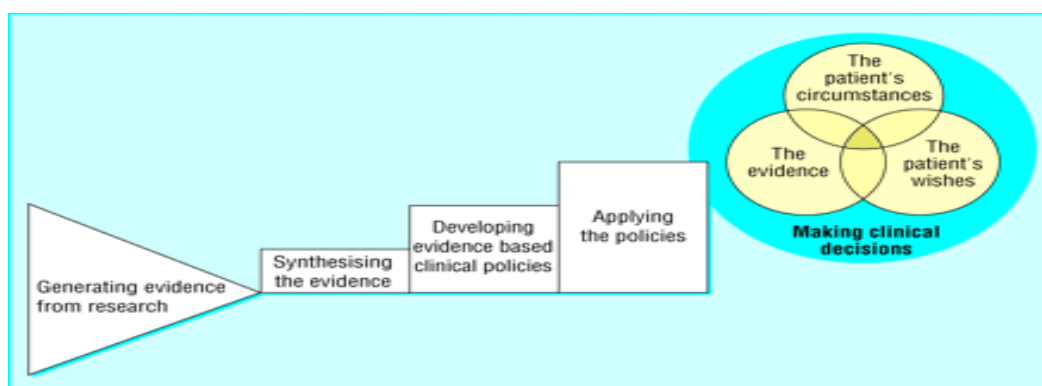 Generating evidence
from research
Synthesising
the evidence
Developing
evidence based
clinical policies
Applying
the policies
The
patient's
circumstances
The
evidence
The
patient's
wishes
Making clinical
decisions